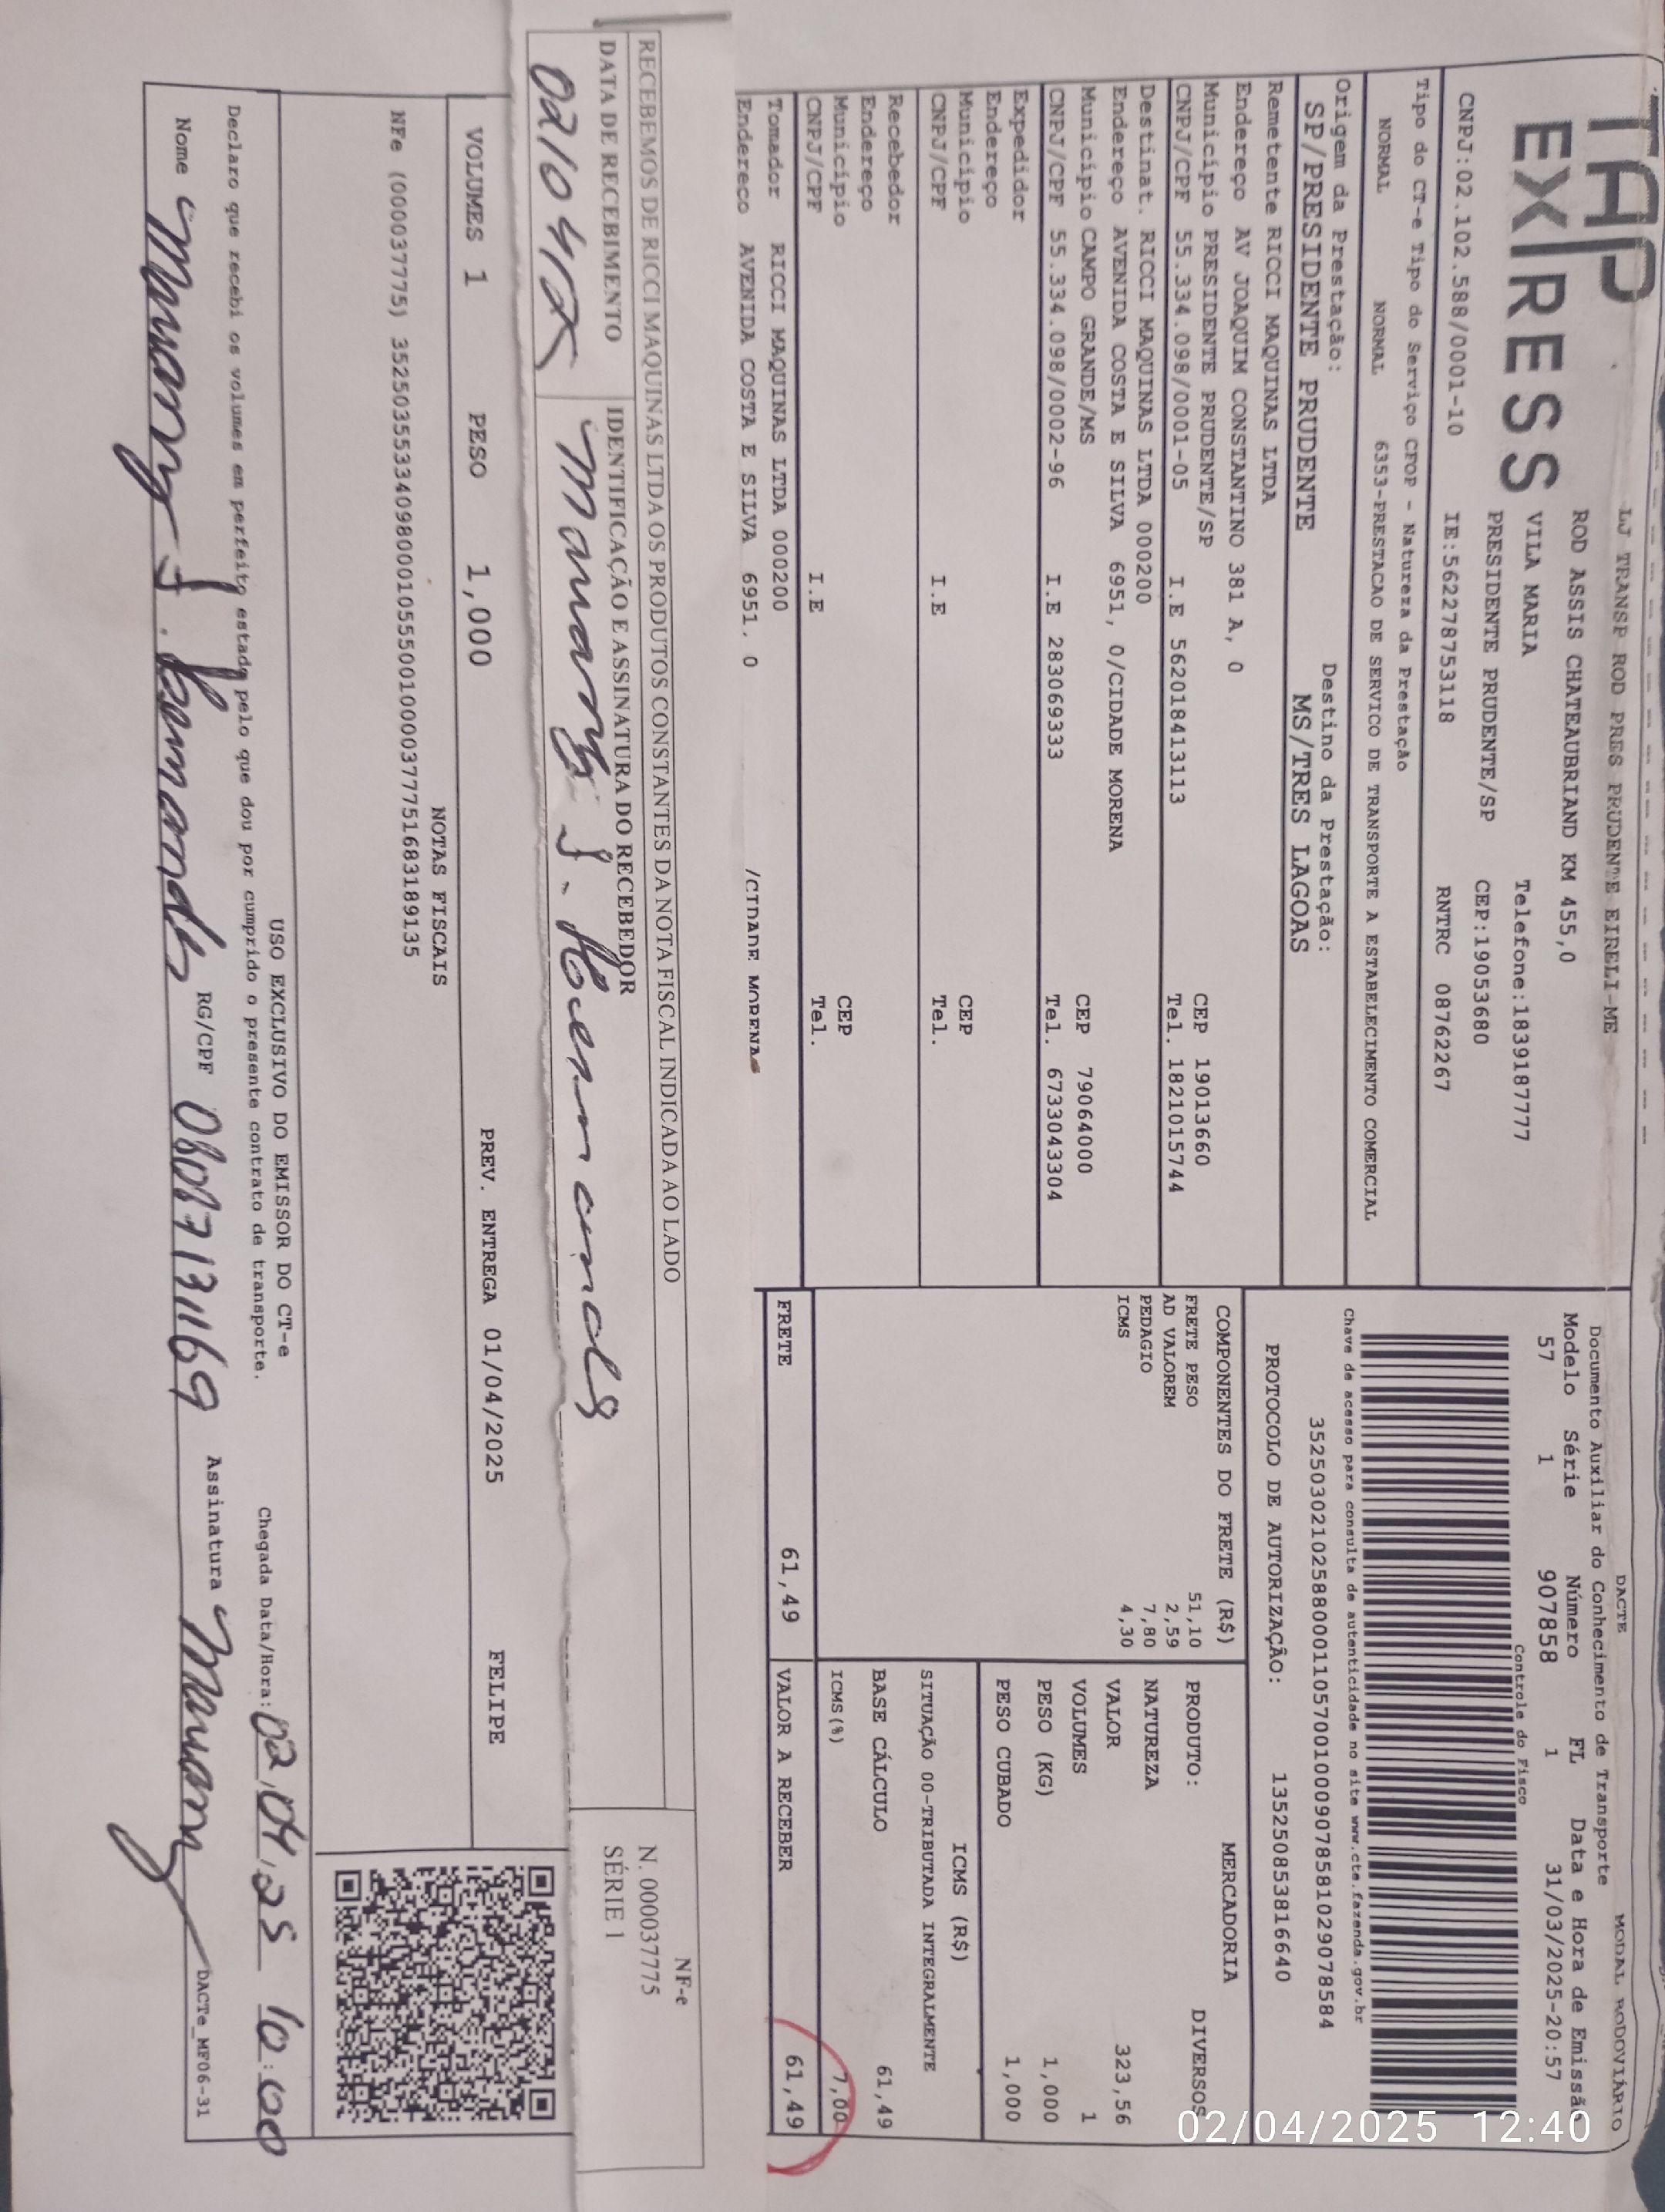 TAP
EXPRESS
LJ TRANSP ROD PRES PRUDENTE EIRELI-ME
ROD ASSIS CHATEAUBRIAND KM 455,0
VILA MARIA Telefone:1839187777
PRESIDENTE PRUDENTE/SP CEP:19053680
CNPJ:02.102.588/0001-10 IE:562278753118 RNTRC 08762267
Tipo do CT-e Tipo do Serviço CFOP - Natureza da Prestação
NORMAL NORMAL 6353-PRESTACAO DE SERVICO DE TRANSPORTE A ESTABELECIMENTO COMERCIAL
Origem da Prestação: Destino da Prestação:
SP/PRESIDENTE PRUDENTE MS/TRES LAGOAS
DACTE MODAL RODOVIÁRIO
Documento Auxiliar do Conhecimento de Transporte
Modelo Série Número FL Data e Hora de Emissão
57 1 907858 1 31/03/2025-20:57
Controle do Fisco
Chave de acesso para consulta de autenticidade no site www.cte.fazenda.gov.br
35250302102588000110570010009078581029078584
PROTOCOLO DE AUTORIZAÇÃO: 135250853816640
Remetente RICCI MAQUINAS LTDA
Endereço AV JOAQUIM CONSTANTINO 381 A, 0
Município PRESIDENTE PRUDENTE/SP CEP 19013660
CNPJ/CPF 55.334.098/0001-05 I.E 562018413113 Tel. 1821015744
Destinat. RICCI MAQUINAS LTDA 000200
Endereço AVENIDA COSTA E SILVA 6951, 0/CIDADE MORENA
Município CAMPO GRANDE/MS CEP 79064000
CNPJ/CPF 55.334.098/0002-96 I.E 283069333 Tel. 6733043304
Expedidor
Endereço
Município CEP
CNPJ/CPF I.E Tel.
Recebedor
Endereço
Município CEP
CNPJ/CPF I.E Tel.
Tomador RICCI MAQUINAS LTDA 000200
Endereço AVENIDA COSTA E SILVA 6951. 0 /CIDADE MORENA
COMPONENTES DO FRETE (R$)
FRETE PESO 51,10
AD VALOREM 2,59
PEDAGIO 7,80
ICMS 4,30
MERCADORIA
PRODUTO: DIVERSOS
NATUREZA
VALOR 323,56
VOLUMES 1
PESO (KG) 1,000
PESO CUBADO 1,000
ICMS (R$)
SITUAÇÃO 00-TRIBUTADA INTEGRALMENTE
BASE CÁLCULO 61,49
ICMS(%) 7,00
FRETE 61,49 VALOR A RECEBER 61,49
RECEBEMOS DE RICCI MAQUINAS LTDA OS PRODUTOS CONSTANTES DA NOTA FISCAL INDICADA AO LADO
DATA DE RECEBIMENTO IDENTIFICAÇÃO E ASSINATURA DO RECEBEDOR
NF-e
N. 000037775
SÉRIE 1
VOLUMES 1 PESO 1,000 PREV. ENTREGA 01/04/2025 FELIPE
NOTAS FISCAIS
NFe (000037775) 35250355334098000105550010000377751683189135
USO EXCLUSIVO DO EMISSOR DO CT-e
Declaro que recebi os volumes em perfeito estado pelo que dou por cumprido o presente contrato de transporte.
Chegada Data/Hora: 02/04/25 10:00
Nome RG/CPF 08087131169 Assinatura
DACTe_MF06-31
02/04/2025 12:40